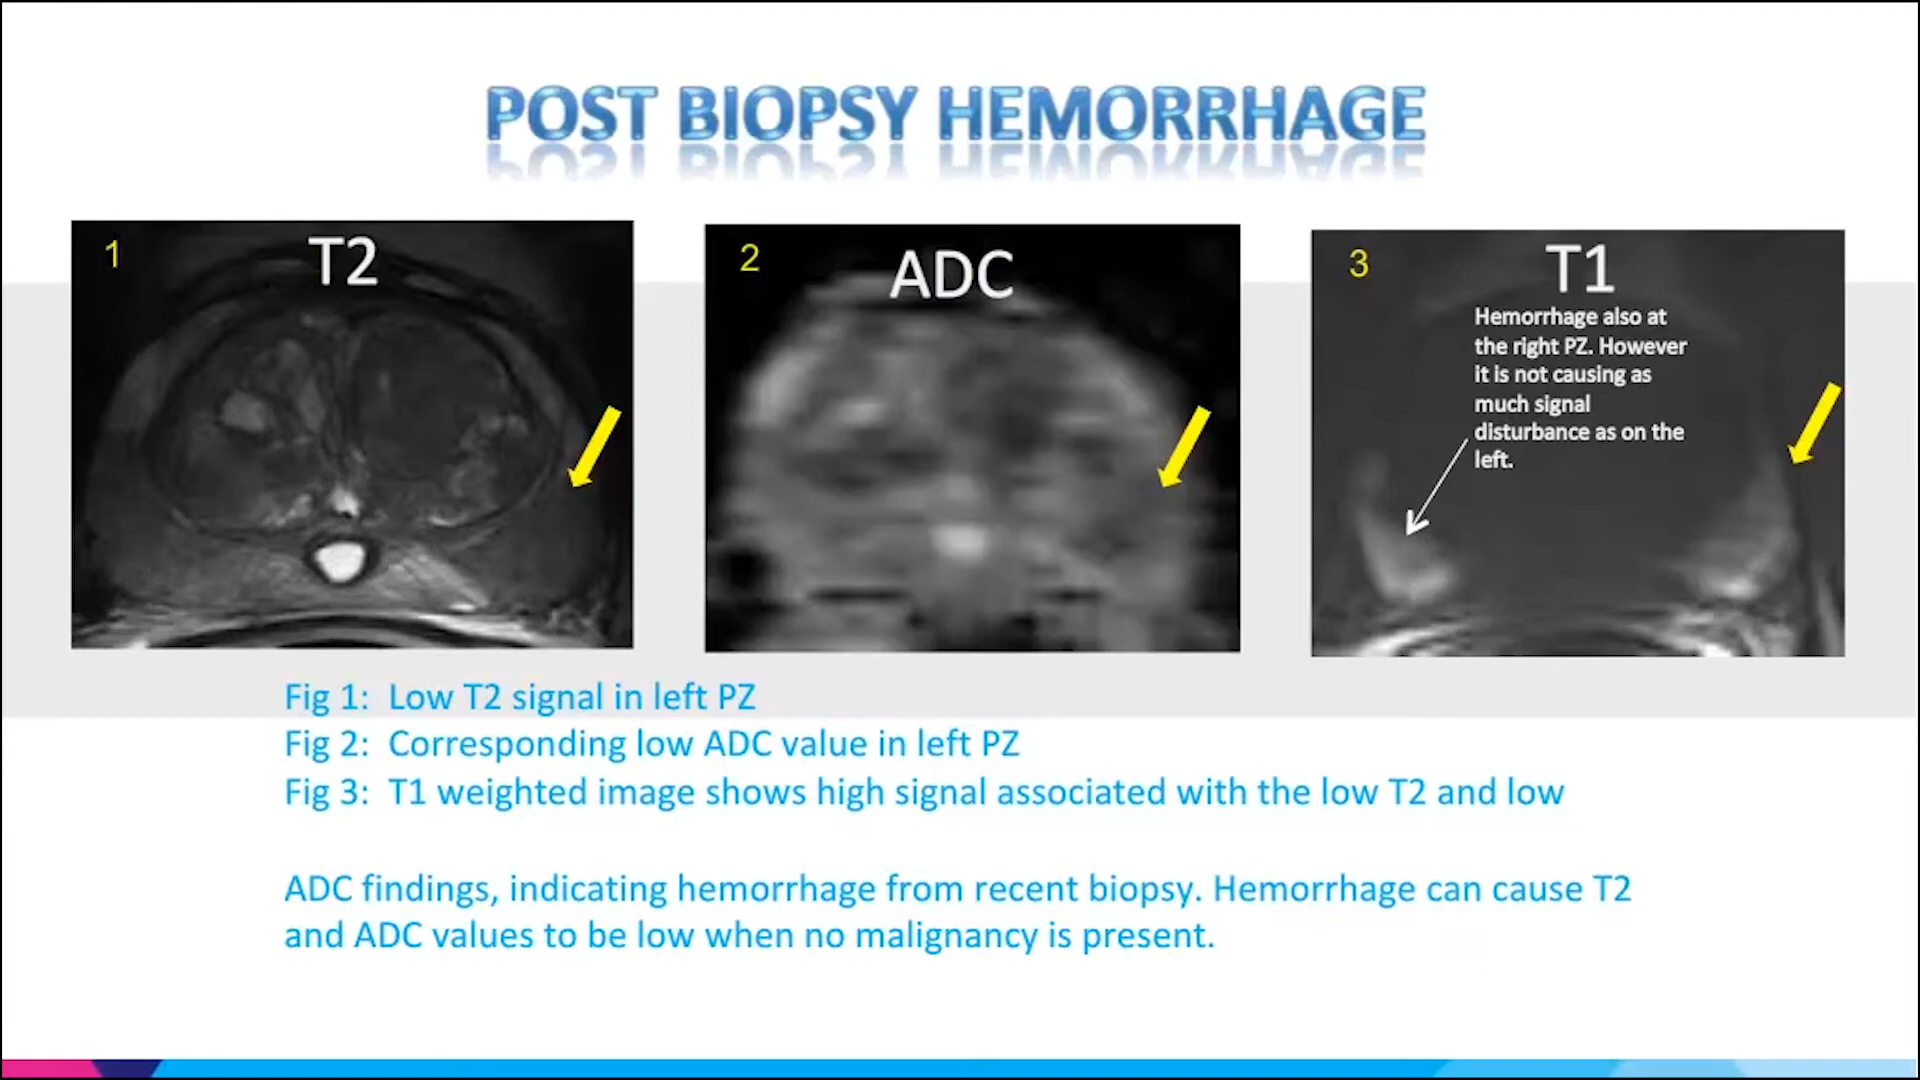 POST BIOPSY HEMORRHAGE
1
T2
2
ADC
3
T1
Hemorrhage also at
the right PZ. However
it is not causing as
much signal
disturbance as on the
left.
Fig 1: Low T2 signal in left PZ
Fig 2: Corresponding low ADC value in left PZ
Fig 3: T1 weighted image shows high signal associated with the low T2 and low
ADC findings, indicating hemorrhage from recent biopsy. Hemorrhage can cause T2
and ADC values to be low when no malignancy is present.